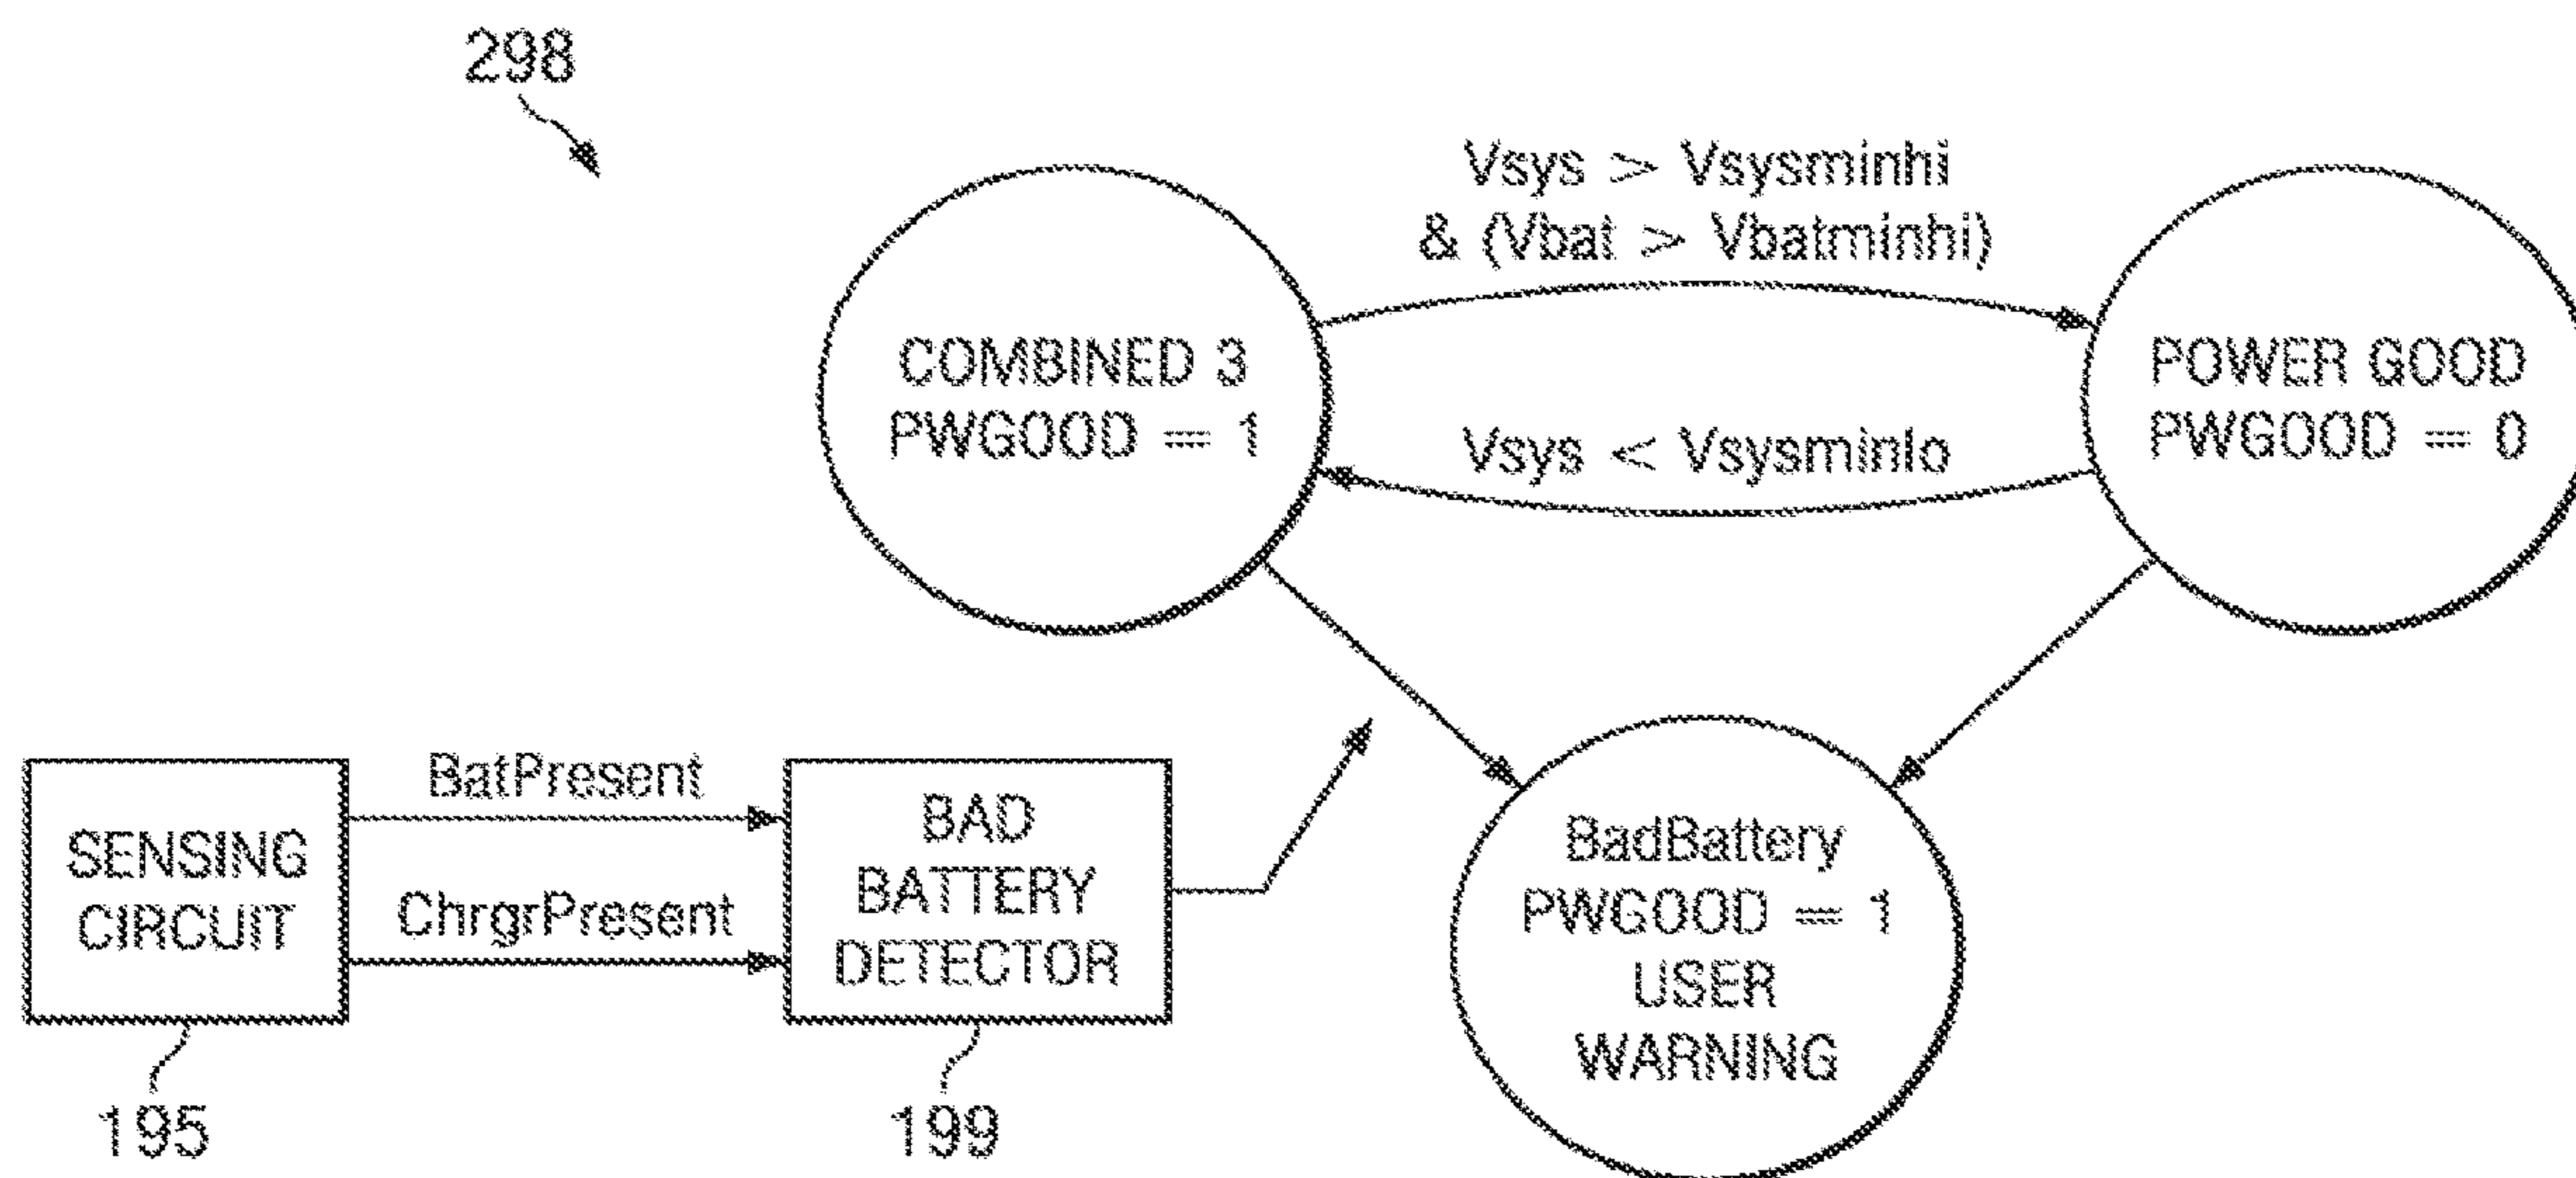 298
Vsys > Vsysminhi
& (Vbat > Vbatminhi)
COMBINED 3
PWGOOD == 1
POWER GOOD
PWGOOD == 0
Vsys < Vsysminlo
BatPresent
ChrgrPresent
SENSING
CIRCUIT
BAD
BATTERY
DETECTOR
BadBattery
PWGOOD == 1
USER
WARNING
195
199